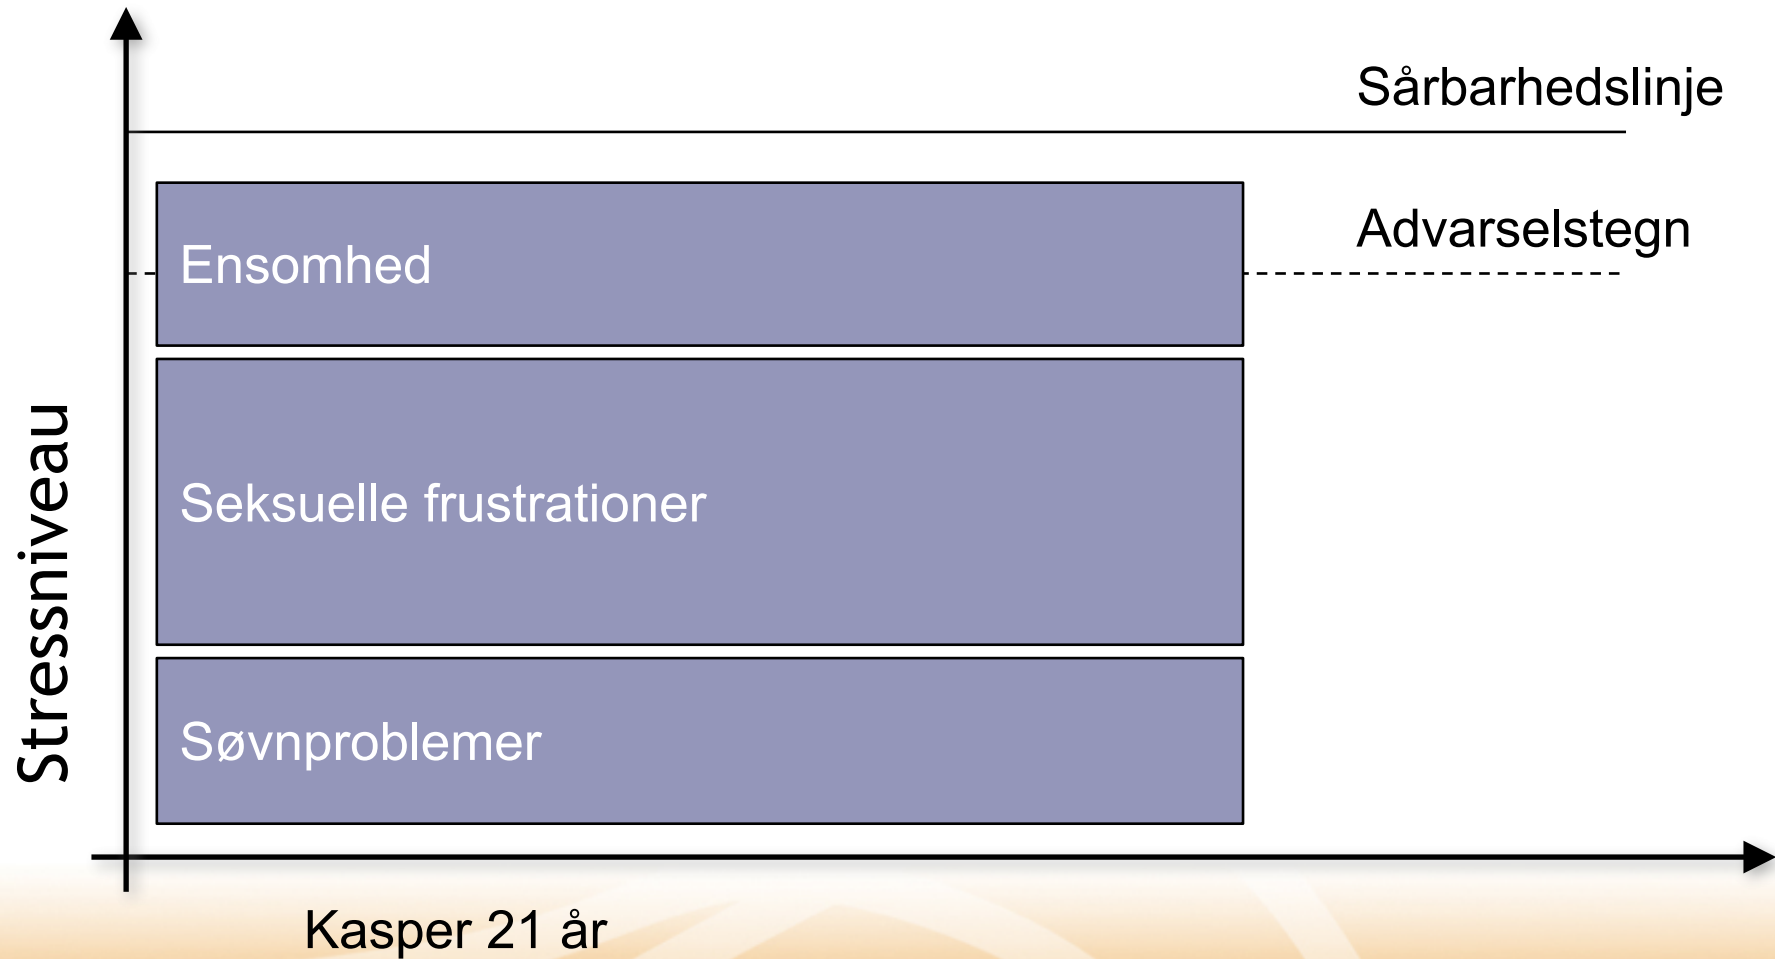 Sårbarhedslinje
Advarselstegn
Ensomhed
Seksuelle frustrationer
Søvnproblemer
Stressniveau
Kasper 21 år